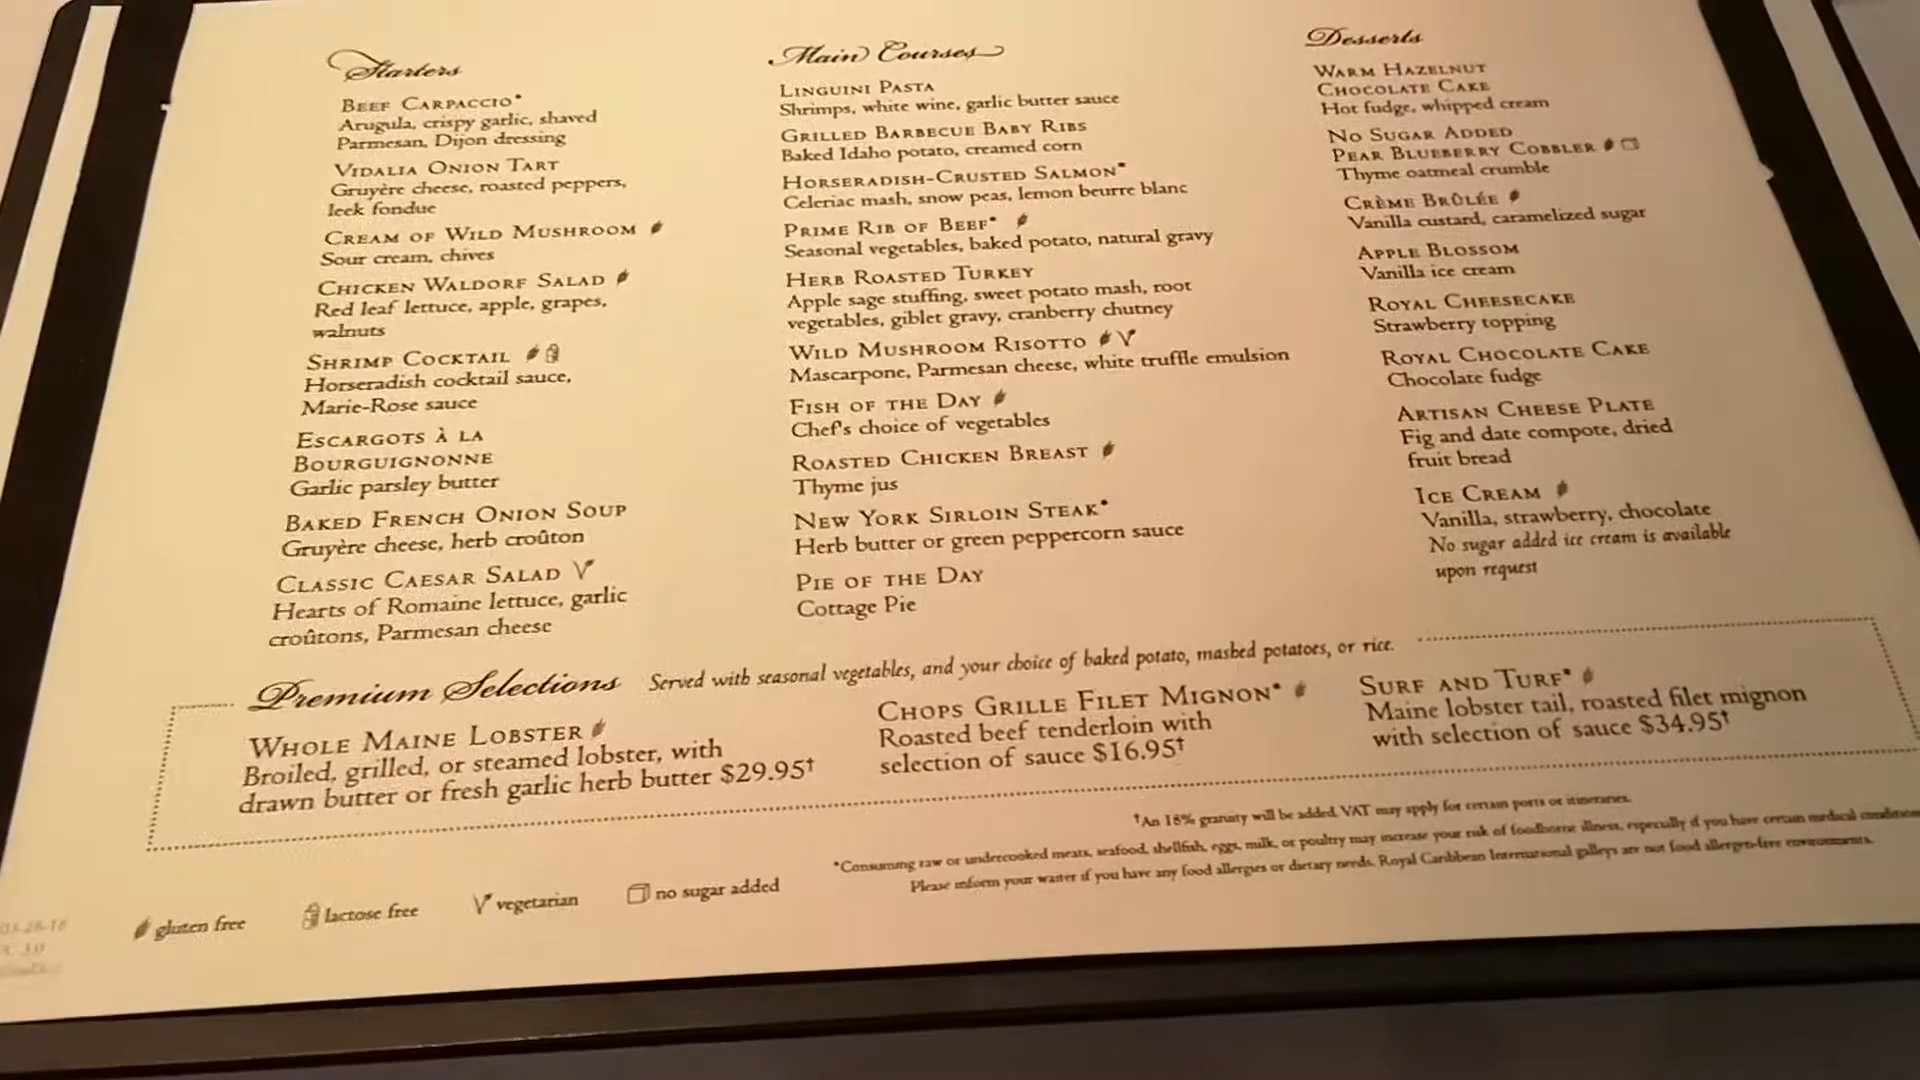 Starters
BEEF CARPACCIO*
Arugula, crispy garlic, shaved
Parmesan, Dijon dressing
VIDALIA ONION TART
Gruyère cheese, roasted peppers,
leek fondue
CREAM OF WILD MUSHROOM
Sour cream, chives
CHICKEN WALDORF SALAD
Red leaf lettuce, apple, grapes,
walnuts
SHRIMP COCKTAIL
Horseradish cocktail sauce,
Marie-Rose sauce
ESCARGOTS À LA
BOURGUIGNONNE
Garlic parsley butter
BAKED FRENCH ONION SOUP
Gruyère cheese, herb croûton
CLASSIC CAESAR SALAD
Hearts of Romaine lettuce, garlic
croûtons, Parmesan cheese
Main Courses
LINGUINI PASTA
Shrimps, white wine, garlic butter sauce
GRILLED BARBECUE BABY RIBS
Baked Idaho potato, creamed corn
HORSERADISH-CRUSTED SALMON*
Celeriac mash, snow peas, lemon beurre blanc
PRIME RIB OF BEEF*
Seasonal vegetables, baked potato, natural gravy
HERB ROASTED TURKEY
Apple sage stuffing, sweet potato mash, root
vegetables, giblet gravy, cranberry chutney
WILD MUSHROOM RISOTTO
Mascarpone, Parmesan cheese, white truffle emulsion
FISH OF THE DAY
Chef's choice of vegetables
ROASTED CHICKEN BREAST
Thyme jus
NEW YORK SIRLOIN STEAK*
Herb butter or green peppercorn sauce
PIE OF THE DAY
Cottage Pie
Desserts
WARM HAZELNUT
CHOCOLATE CAKE
Hot fudge, whipped cream
NO SUGAR ADDED
PEAR BLUEBERRY COBBLER
Thyme oatmeal crumble
CRÈME BRÛLÉE
Vanilla custard, caramelized sugar
APPLE BLOSSOM
Vanilla ice cream
ROYAL CHEESECAKE
Strawberry topping
ROYAL CHOCOLATE CAKE
Chocolate fudge
ARTISAN CHEESE PLATE
Fig and date compote, dried
fruit bread
ICE CREAM
Vanilla, strawberry, chocolate
No sugar added ice cream is available
upon request
Premium Selections Served with seasonal vegetables, and your choice of baked potato, mashed potatoes, or rice.
WHOLE MAINE LOBSTER
Broiled, grilled, or steamed lobster, with
drawn butter or fresh garlic herb butter $29.95†
CHOPS GRILLE FILET MIGNON*
Roasted beef tenderloin with
selection of sauce $16.95†
SURF AND TURF*
Maine lobster tail, roasted filet mignon
with selection of sauce $34.95†
†An 18% gratuity will be added. VAT may apply for certain ports or itineraries.
*Consuming raw or undercooked meats, seafood, shellfish, eggs, milk, or poultry may increase your risk of foodborne illness, especially if you have certain medical
Please inform your waiter if you have any food allergies or dietary needs. Royal Caribbean International galleys are not food allergen-free environments.
gluten free lactose free vegetarian no sugar added